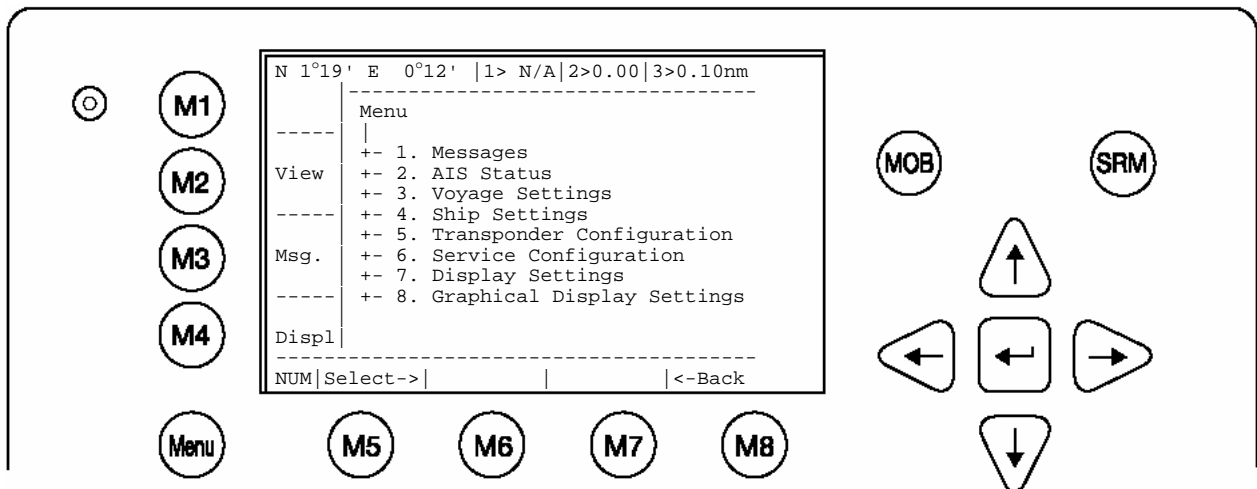 N 1°19' E 0°12' |1> N/A|2>0.00|3>0.10nm
M1
Menu
+- 1. Messages
MOB
SRM
M2
View
+- 2. AIS Status
+- 3. Voyage Settings
+- 4. Ship Settings
+- 5. Transponder Configuration
M3
Msg.
+- 6. Service Configuration
+- 7. Display Settings
+- 8. Graphical Display Settings
M4
Displ
NUM|Select->| | |<-Back
Menu
M5
M6
M7
M8